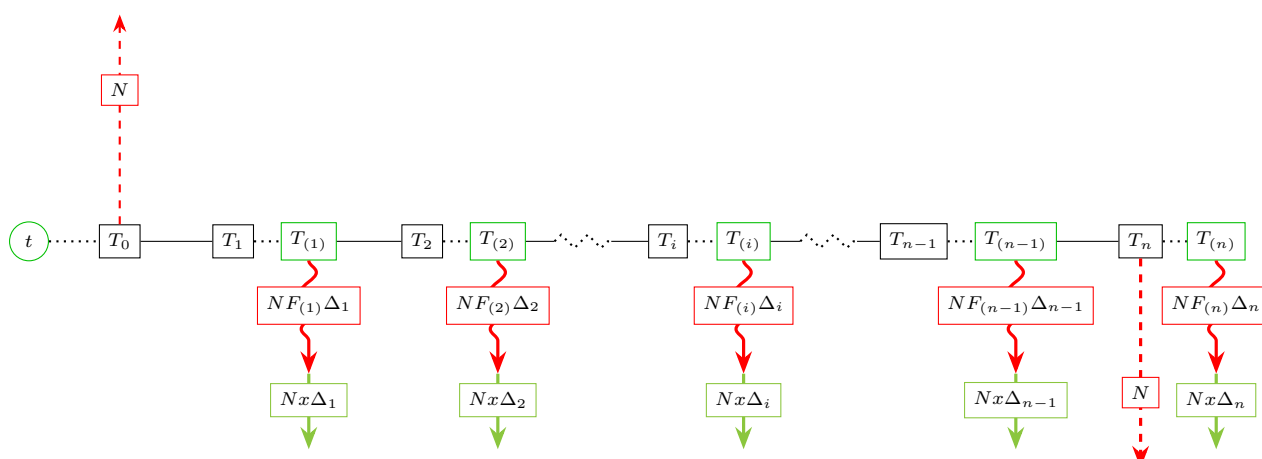 N
t T_0 T_1 T_{(1)} T_2 T_{(2)} T_i T_{(i)} T_{n-1} T_{(n-1)} T_n T_{(n)}
NF_{(1)}Δ_1 NF_{(2)}Δ_2 NF_{(i)}Δ_i NF_{(n-1)}Δ_{n-1} NF_{(n)}Δ_n
NxΔ_1 NxΔ_2 NxΔ_i NxΔ_{n-1} N NxΔ_n